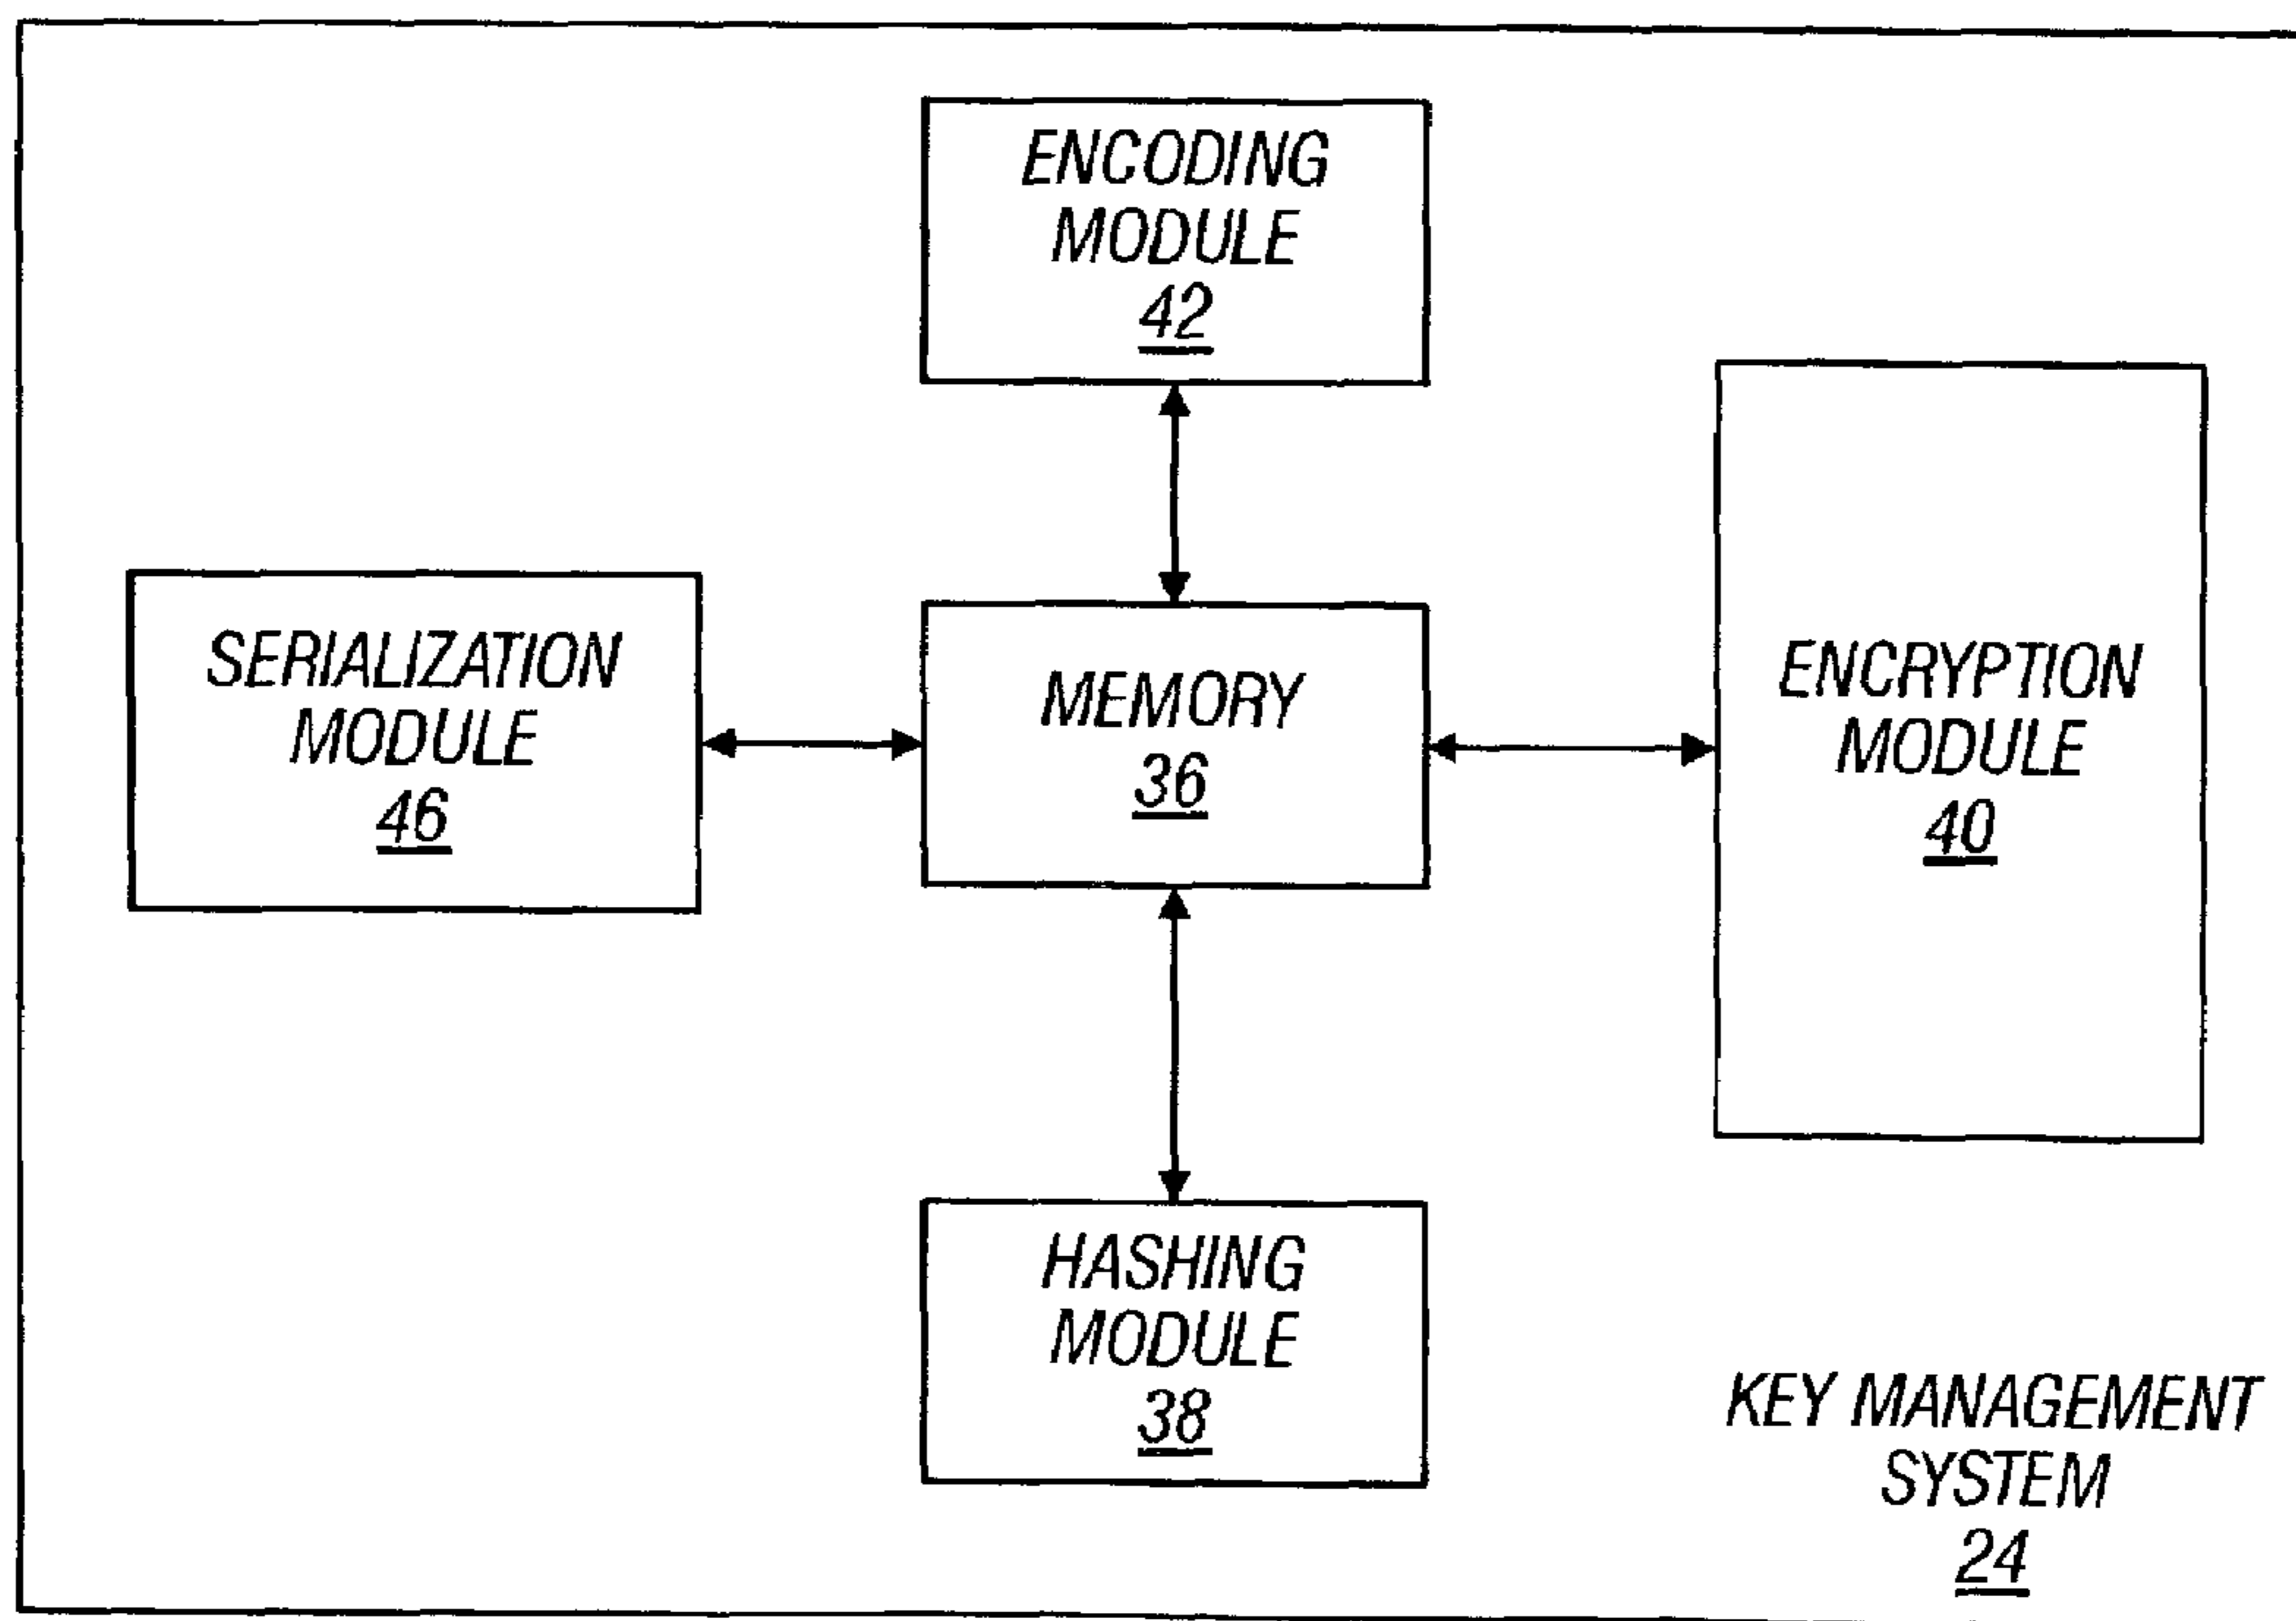 ENCODING
MODULE
42
SERIALIZATION
MODULE
46
MEMORY
36
ENCRYPTION
MODULE
40
HASHING
MODULE
38
KEY MANAGEMENT
SYSTEM
24